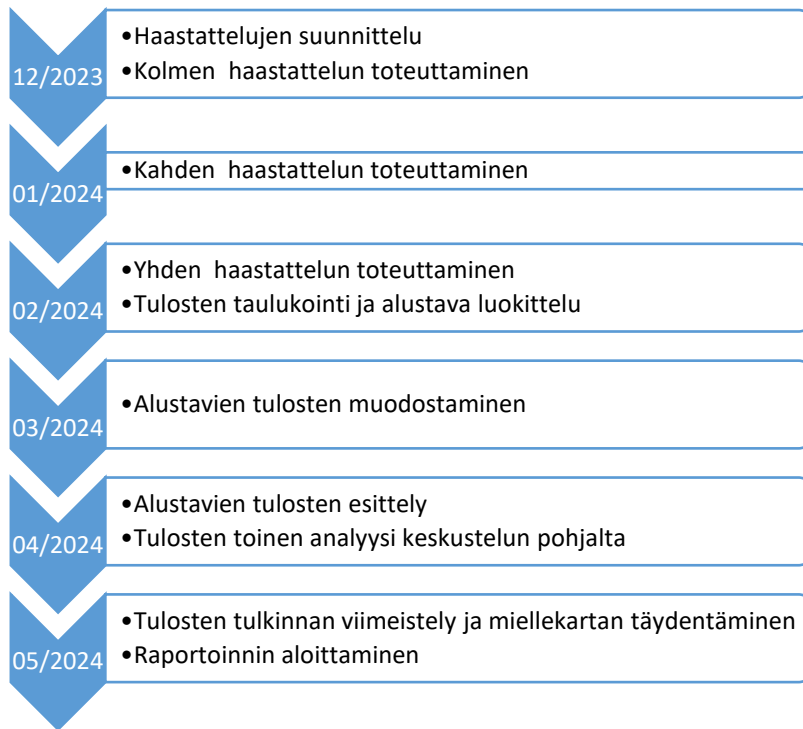 12/2023
•Haastattelujen suunnittelu
•Kolmen haastattelun toteuttaminen
01/2024
•Kahden haastattelun toteuttaminen
02/2024
•Yhden haastattelun toteuttaminen
•Tulosten taulukointi ja alustava luokittelu
03/2024
•Alustavien tulosten muodostaminen
04/2024
•Alustavien tulosten esittely
•Tulosten toinen analyysi keskustelun pohjalta
05/2024
•Tulosten tulkinnan viimeistely ja miellekartan täydentäminen
•Raportoinnin aloittaminen